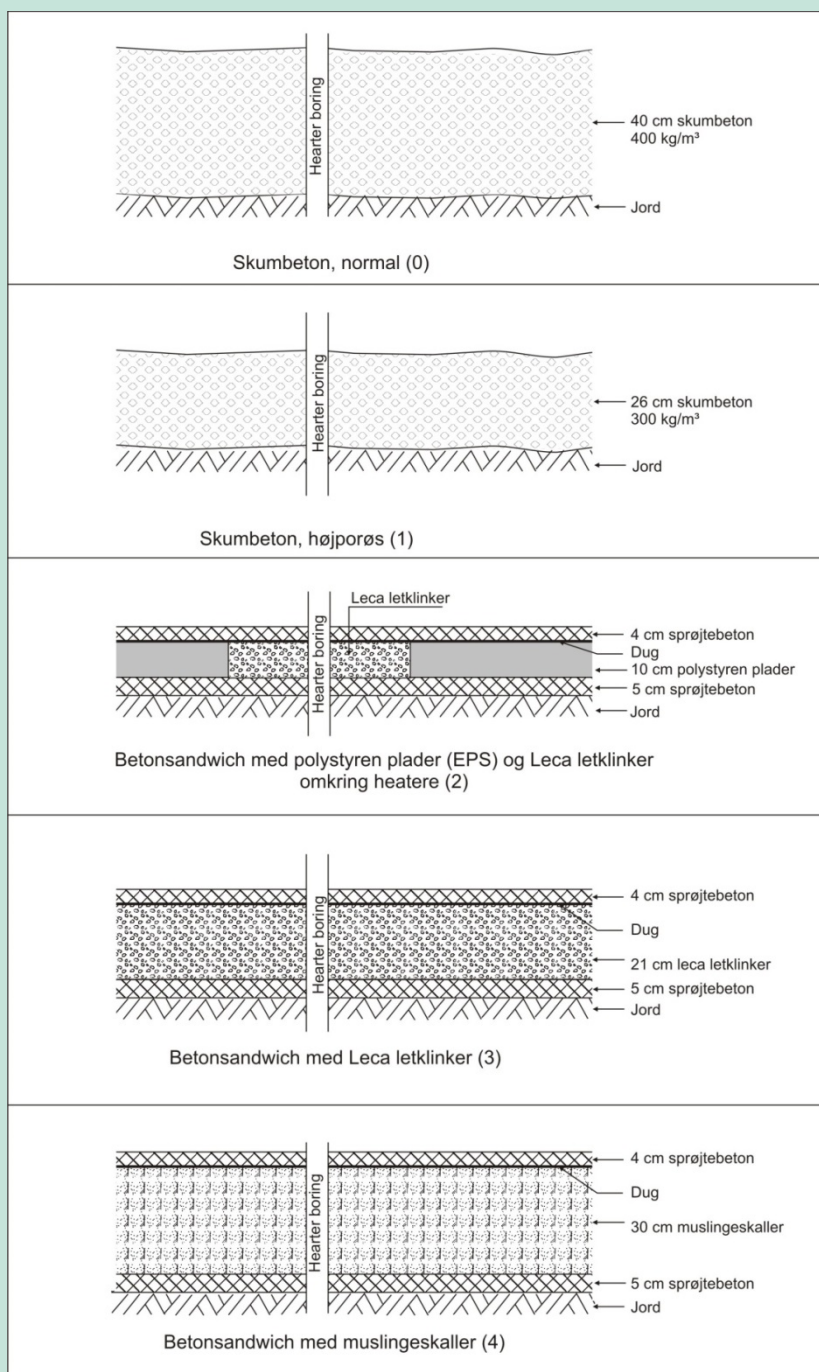 Hearter boring
40 cm skumbeton
400 kg/m³
Jord
Skumbeton, normal (0)
Hearter boring
26 cm skumbeton
300 kg/m³
Jord
Skumbeton, højporøs (1)
Leca letklinker
Hearter boring
4 cm sprøjtebeton
Dug
10 cm polystyren plader
5 cm sprøjtebeton
Jord
Betonsandwich med polystyren plader (EPS) og Leca letklinker
omkring heatere (2)
Hearter boring
4 cm sprøjtebeton
Dug
21 cm leca letklinker
5 cm sprøjtebeton
Jord
Betonsandwich med Leca letklinker (3)
Hearter boring
4 cm sprøjtebeton
Dug
30 cm muslingeskaller
5 cm sprøjtebeton
Jord
Betonsandwich med muslingeskaller (4)